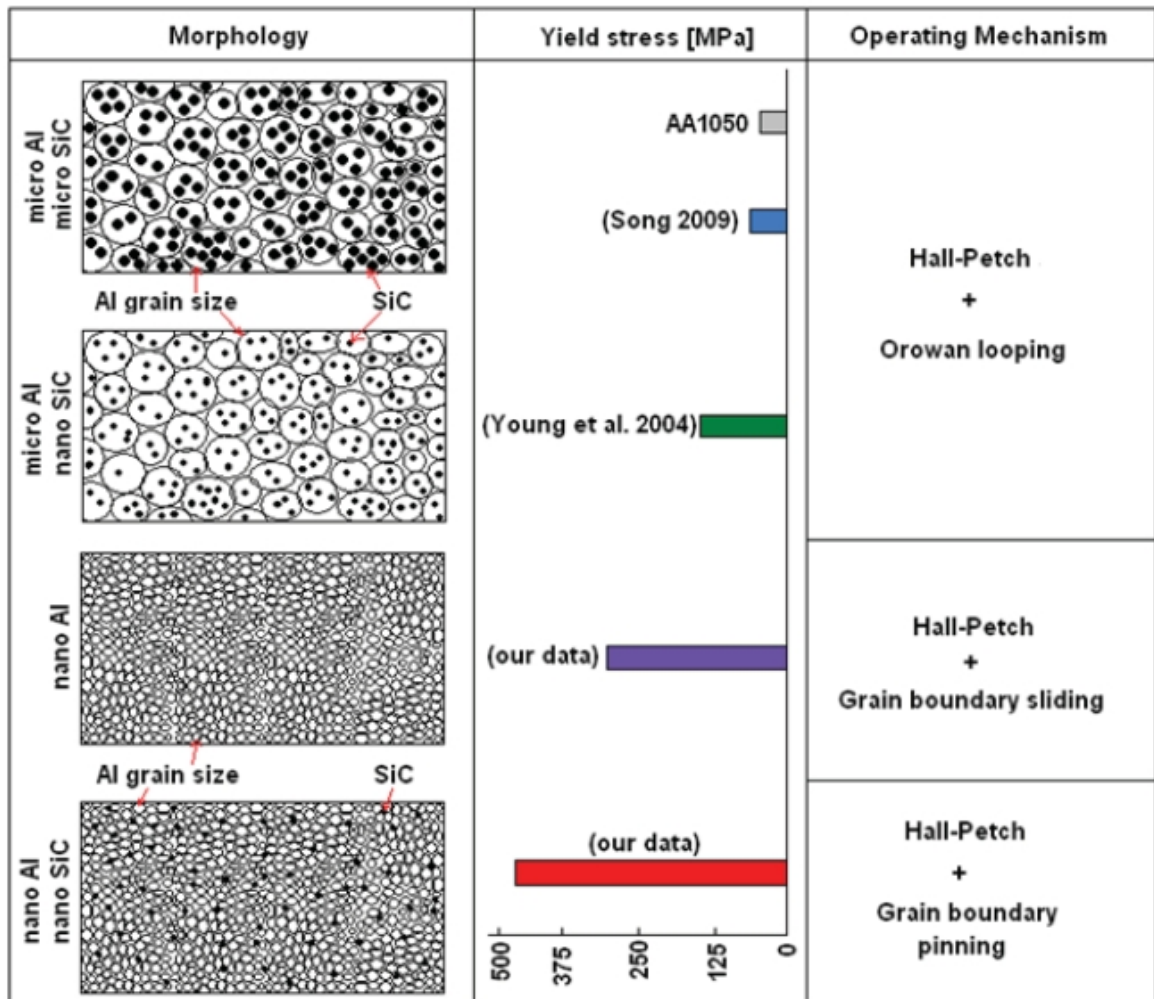 Morphology
Yield stress [MPa]
Operating Mechanism
micro Al
micro SiC
AA1050
(Song 2009)
Hall-Petch
+
Orowan looping
Al grain size
SiC
micro Al
nano SiC
(Young et al. 2004)
nano Al
(our data)
Hall-Petch
+
Grain boundary sliding
Al grain size
SiC
nano Al
nano SiC
(our data)
Hall-Petch
+
Grain boundary
pinning
500
375
250
125
0